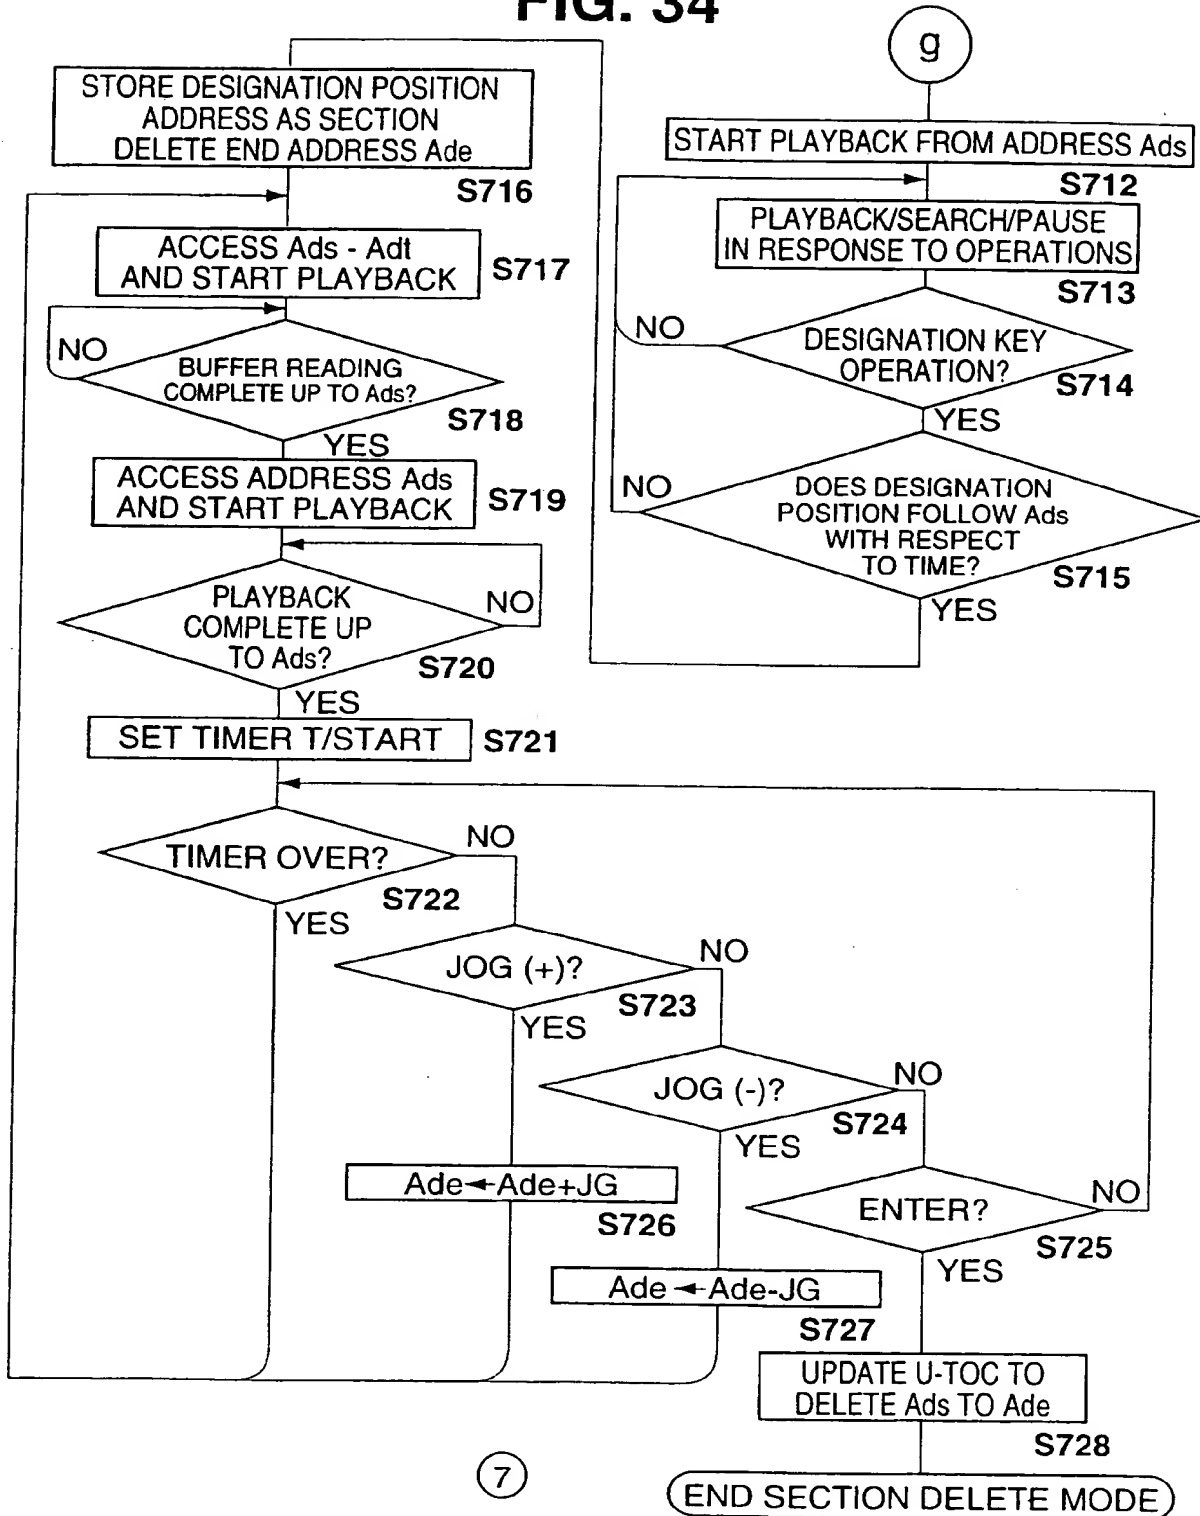 FIG. 34
g
START PLAYBACK FROM ADDRESS Ads
S712
PLAYBACK/SEARCH/PAUSE
IN RESPONSE TO OPERATIONS
S713
NO
DESIGNATION KEY
OPERATION?
S714
YES
NO
DOES DESIGNATION
POSITION FOLLOW Ads
WITH RESPECT
TO TIME?
S715
YES
STORE DESIGNATION POSITION
ADDRESS AS SECTION
DELETE END ADDRESS Ade
S716
ACCESS Ads - Adt
AND START PLAYBACK
S717
NO
BUFFER READING
COMPLETE UP TO Ads?
S718
YES
ACCESS ADDRESS Ads
AND START PLAYBACK
S719
PLAYBACK
COMPLETE UP
TO Ads?
NO
S720
YES
SET TIMER T/START
S721
TIMER OVER?
NO
S722
YES
JOG (+)?
NO
S723
YES
JOG (-)?
NO
S724
YES
Ade←Ade+JG
S726
ENTER?
NO
S725
YES
Ade←Ade-JG
S727
UPDATE U-TOC TO
DELETE Ads TO Ade
S728
7
END SECTION DELETE MODE